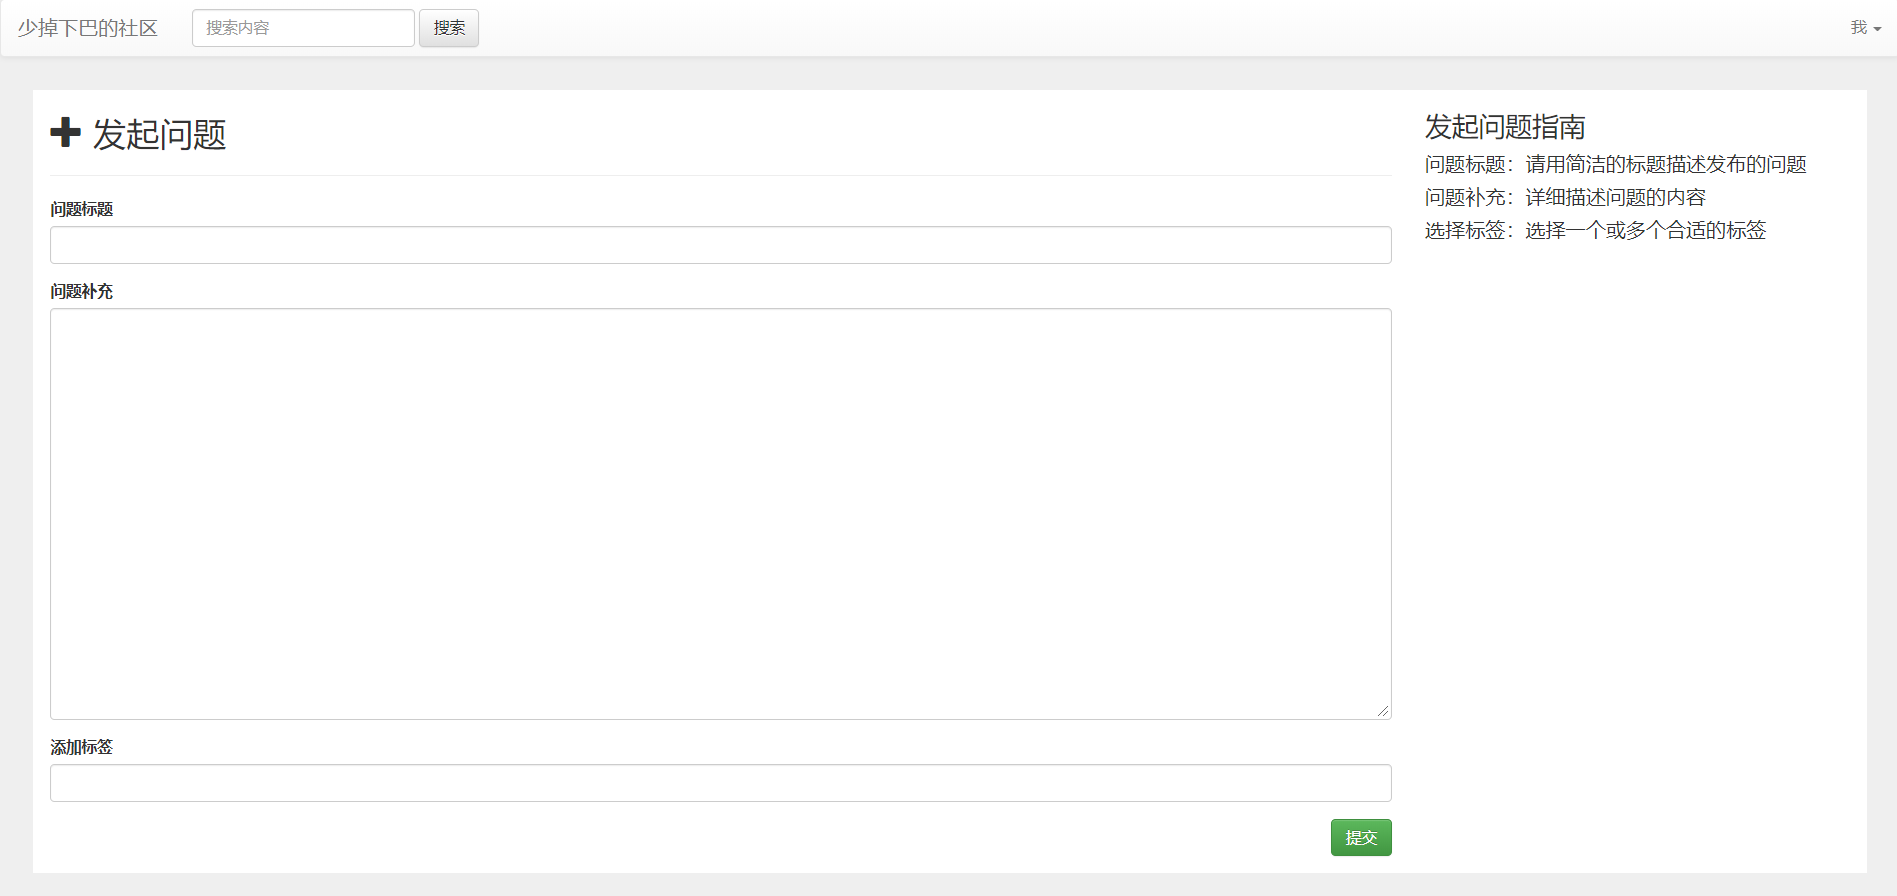 少掉下巴的社区
搜索内容
搜索
我
发起问题
问题标题
问题补充
添加标签
提交
发起问题指南
问题标题：请用简洁的标题描述发布的问题
问题补充：详细描述问题的内容
选择标签：选择一个或多个合适的标签